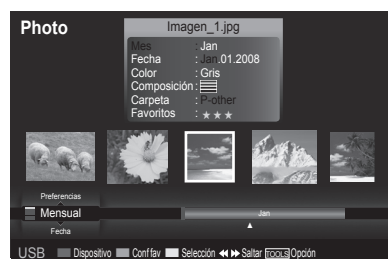 Photo
Imagen_1.jpg
Mes : Jan
Fecha : Jan.01.2008
Color : Gris
Composición :
Carpeta : P-other
Favoritos : ★ ★ ★
Preferencias
Mensual
Jan
Fecha
USB Dispositivo Conf fav Selección Saltar TOOLS Opción